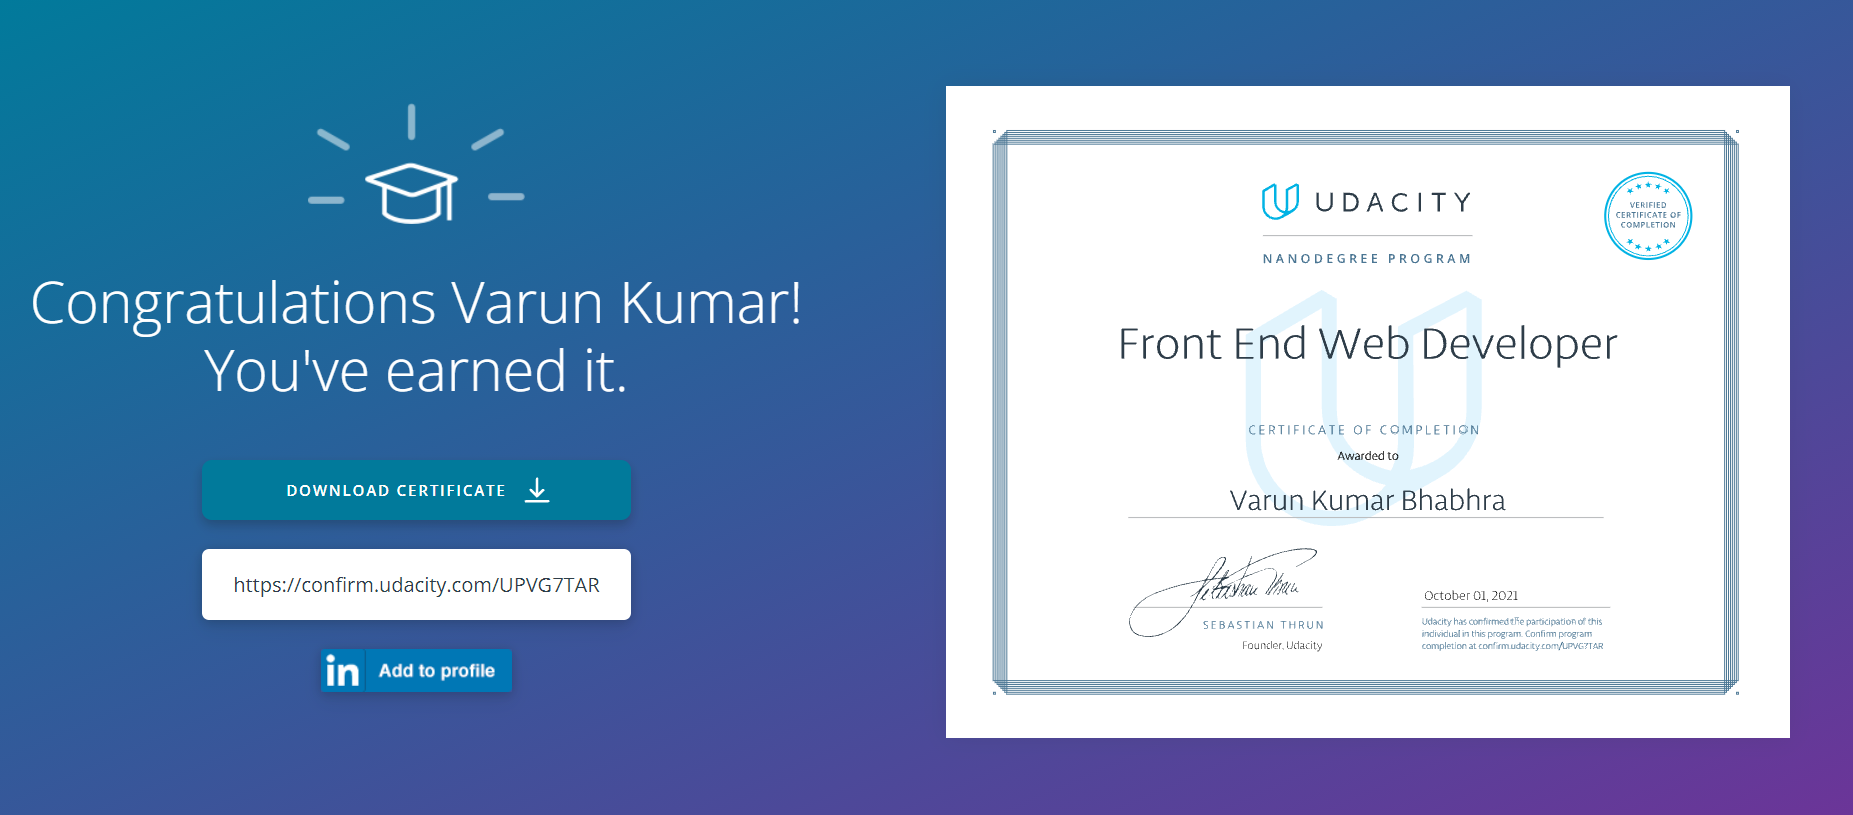 Congratulations Varun Kumar!
You've earned it.
DOWNLOAD CERTIFICATE
https://confirm.udacity.com/UPVG7TAR
in Add to profile
UDACITY
NANODEGREE PROGRAM
VERIFIED
CERTIFICATE OF
COMPLETION
Front End Web Developer
CERTIFICATE OF COMPLETION
Awarded to
Varun Kumar Bhabhra
Sebastian Thrun
SEBASTIAN THRUN
Founder, Udacity
October 01, 2021
Udacity has confirmed the participation of this
individual in this program. Confirm program
completion at confirm.udacity.com/UPVG7TAR